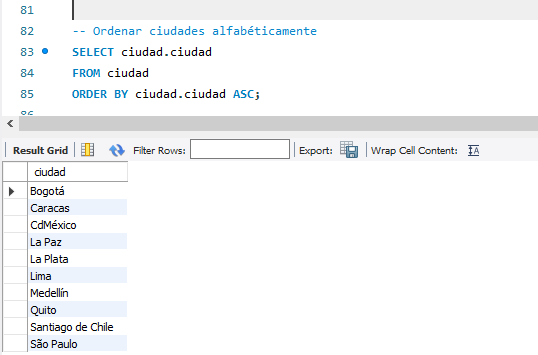 81
82 -- Ordenar ciudades alfabéticamente
83 SELECT ciudad.ciudad
84 FROM ciudad
85 ORDER BY ciudad.ciudad ASC;
86
Result Grid Filter Rows: Export: Wrap Cell Content:
ciudad
Bogotá
Caracas
CdMéxico
La Paz
La Plata
Lima
Medellín
Quito
Santiago de Chile
São Paulo